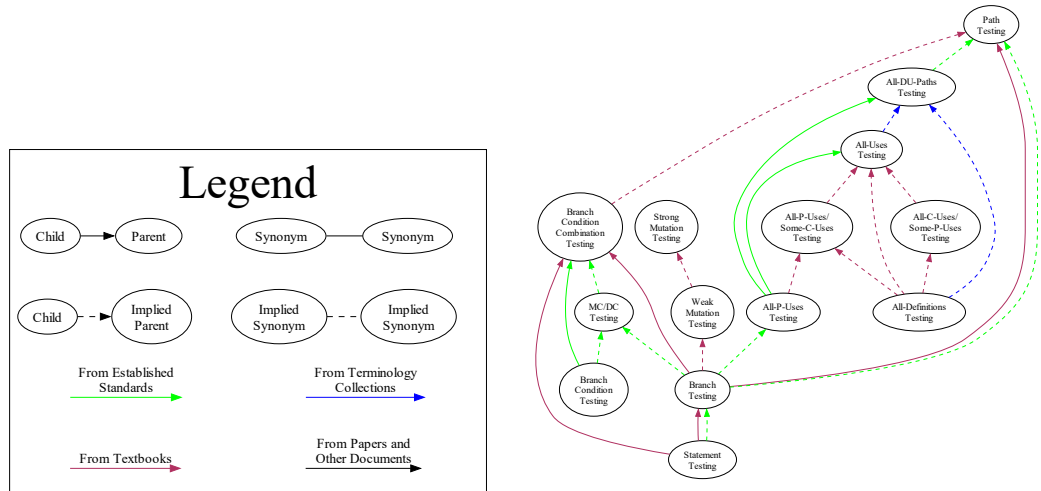 Legend
Child
Parent
Synonym
Synonym
Child
Implied
Parent
Implied
Synonym
Implied
Synonym
From Established
Standards
From Terminology
Collections
From Textbooks
From Papers and
Other Documents
Path
Testing
All-DU-Paths
Testing
All-Uses
Testing
Branch
Condition
Combination
Testing
Strong
Mutation
Testing
All-P-Uses/
Some-C-Uses
Testing
All-C-Uses/
Some-P-Uses
Testing
MC/DC
Testing
Weak
Mutation
Testing
All-P-Uses
Testing
All-Definitions
Testing
Branch
Condition
Testing
Branch
Testing
Statement
Testing